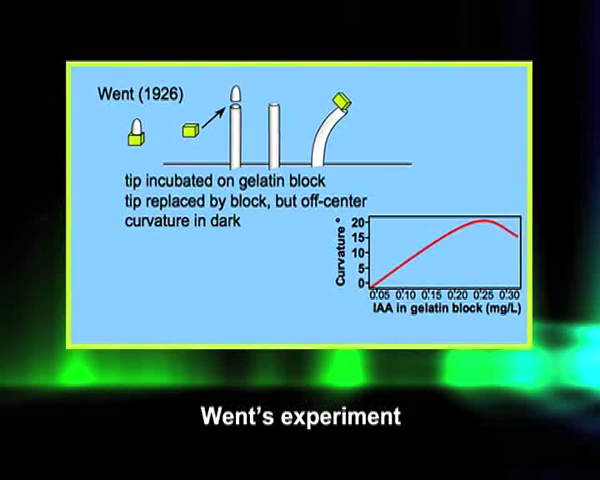 Went (1926)
tip incubated on gelatin block
tip replaced by block, but off-center
curvature in dark
Curvature °
20
15
10
5
0
0.05 0.10 0.15 0.20 0.25 0.30
IAA in gelatin block (mg/L)
Went's experiment